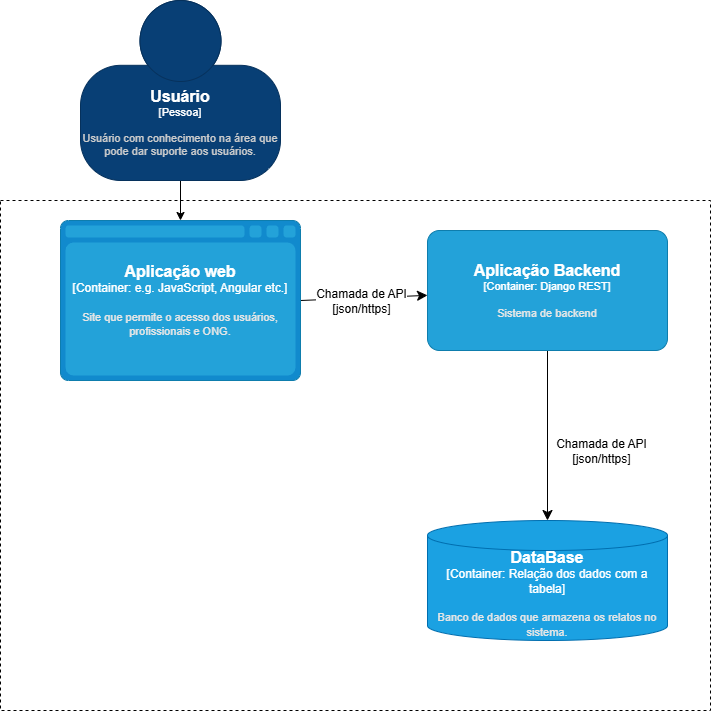 Usuário
[Pessoa]
Usuário com conhecimento na área que
pode dar suporte aos usuários.
Aplicação web
[Container: e.g. JavaScript, Angular etc.]
Site que permite o acesso dos usuários,
profissionais e ONG.
Chamada de API
[json/https]
Aplicação Backend
[Container: Django REST]
Sistema de backend
Chamada de API
[json/https]
DataBase
[Container: Relação dos dados com a
tabela]
Banco de dados que armazena os relatos no
sistema.